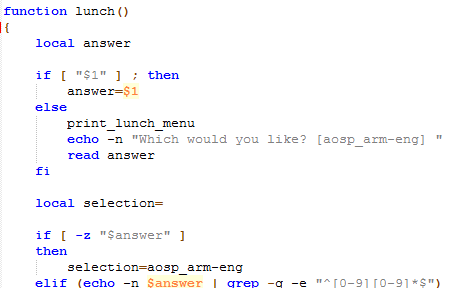 function lunch()
{
    local answer

    if [ "$1" ] ; then
        answer=$1
    else
        print_lunch_menu
        echo -n "Which would you like? [aosp_arm-eng] "
        read answer
    fi

    local selection=

    if [ -z "$answer" ]
    then
        selection=aosp_arm-eng
    elif (echo -n $answer | grep -q -e "^[0-9][0-9]*$")